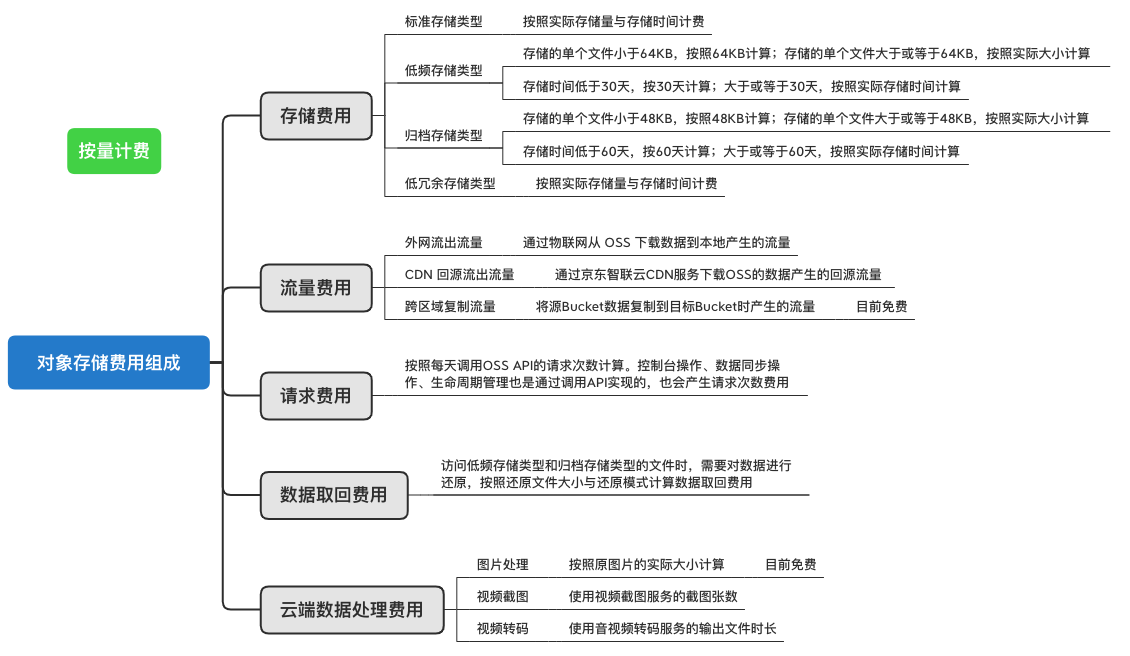 按量计费
对象存储费用组成
存储费用
标准存储类型
按照实际存储量与存储时间计费
低频存储类型
存储的单个文件小于64KB，按照64KB计算；存储的单个文件大于或等于64KB，按照实际大小计算
存储时间低于30天，按30天计算；大于或等于30天，按照实际存储时间计算
归档存储类型
存储的单个文件小于48KB，按照48KB计算；存储的单个文件大于或等于48KB，按照实际大小计算
存储时间低于60天，按60天计算；大于或等于60天，按照实际存储时间计算
低冗余存储类型
按照实际存储量与存储时间计费
流量费用
外网流出流量
通过物联网从 OSS 下载数据到本地产生的流量
CDN 回源流出流量
通过京东智联云CDN服务下载OSS的数据产生的回源流量
跨区域复制流量
将源Bucket数据复制到目标Bucket时产生的流量
目前免费
请求费用
按照每天调用OSS API的请求次数计算。控制台操作、数据同步操
作、生命周期管理也是通过调用API实现的，也会产生请求次数费用
数据取回费用
访问低频存储类型和归档存储类型的文件时，需要对数据进行
还原，按照还原文件大小与还原模式计算数据取回费用
云端数据处理费用
图片处理
按照原图片的实际大小计算
目前免费
视频截图
使用视频截图服务的截图张数
视频转码
使用音视频转码服务的输出文件时长